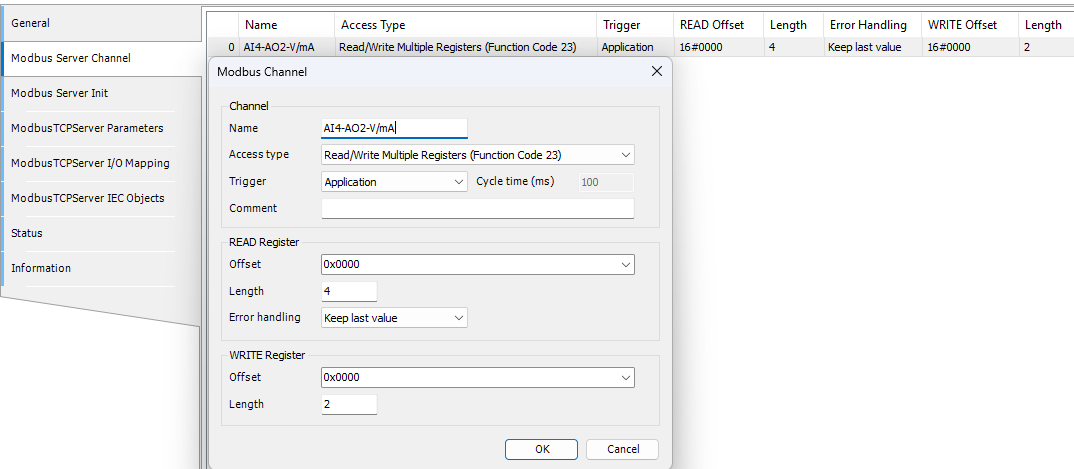 General
Modbus Server Channel
Modbus Server Init
ModbusTCPServer Parameters
ModbusTCPServer I/O Mapping
ModbusTCPServer IEC Objects
Status
Information
Name Access Type Trigger READ Offset Length Error Handling WRITE Offset Length
0 AI4-AO2-V/mA Read/Write Multiple Registers (Function Code 23) Application 16#0000 4 Keep last value 16#0000 2
Modbus Channel
Channel
Name AI4-AO2-V/mA
Access type Read/Write Multiple Registers (Function Code 23)
Trigger Application Cycle time (ms) 100
Comment
READ Register
Offset 0x0000
Length 4
Error handling Keep last value
WRITE Register
Offset 0x0000
Length 2
OK Cancel